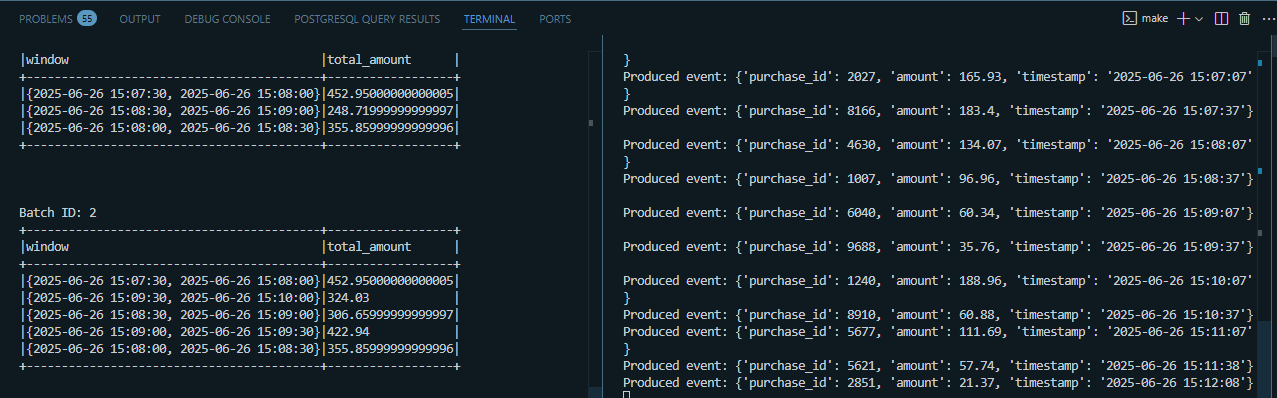 PROBLEMS 55 OUTPUT DEBUG CONSOLE POSTGRESQL QUERY RESULTS TERMINAL PORTS make
|window                                    |total_amount      |
+------------------------------------------+------------------+
|{2025-06-26 15:07:30, 2025-06-26 15:08:00}|452.95000000000005|
|{2025-06-26 15:08:30, 2025-06-26 15:09:00}|248.71999999999997|
|{2025-06-26 15:08:00, 2025-06-26 15:08:30}|355.85999999999996|
+------------------------------------------+------------------+
Batch ID: 2
+------------------------------------------+------------------+
|window                                    |total_amount      |
+------------------------------------------+------------------+
|{2025-06-26 15:07:30, 2025-06-26 15:08:00}|452.95000000000005|
|{2025-06-26 15:09:30, 2025-06-26 15:10:00}|324.03            |
|{2025-06-26 15:08:30, 2025-06-26 15:09:00}|306.65999999999997|
|{2025-06-26 15:09:00, 2025-06-26 15:09:30}|422.94            |
|{2025-06-26 15:08:00, 2025-06-26 15:08:30}|355.85999999999996|
+------------------------------------------+------------------+
}
Produced event: {'purchase_id': 2027, 'amount': 165.93, 'timestamp': '2025-06-26 15:07:07'
}
Produced event: {'purchase_id': 8166, 'amount': 183.4, 'timestamp': '2025-06-26 15:07:37'}
Produced event: {'purchase_id': 4630, 'amount': 134.07, 'timestamp': '2025-06-26 15:08:07'
}
Produced event: {'purchase_id': 1007, 'amount': 96.96, 'timestamp': '2025-06-26 15:08:37'}
Produced event: {'purchase_id': 6040, 'amount': 60.34, 'timestamp': '2025-06-26 15:09:07'}
Produced event: {'purchase_id': 9688, 'amount': 35.76, 'timestamp': '2025-06-26 15:09:37'}
Produced event: {'purchase_id': 1240, 'amount': 188.96, 'timestamp': '2025-06-26 15:10:07'
}
Produced event: {'purchase_id': 8910, 'amount': 60.88, 'timestamp': '2025-06-26 15:10:37'}
Produced event: {'purchase_id': 5677, 'amount': 111.69, 'timestamp': '2025-06-26 15:11:07'
}
Produced event: {'purchase_id': 5621, 'amount': 57.74, 'timestamp': '2025-06-26 15:11:38'}
Produced event: {'purchase_id': 2851, 'amount': 21.37, 'timestamp': '2025-06-26 15:12:08'}